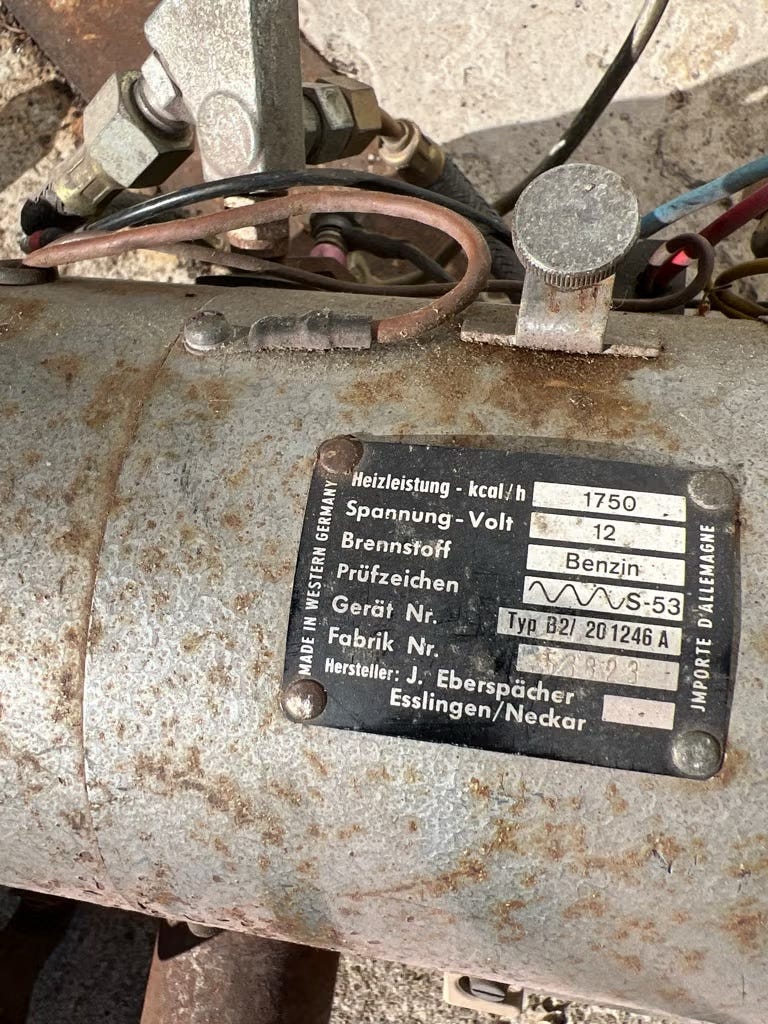 Heizleistung - kcal/h 1750
Spannung - Volt 12
Brennstoff Benzin
Prüfzeichen S-53
Gerät Nr. Typ B2/ 201246 A
Fabrik Nr.
Hersteller: J. Eberspächer
Esslingen/Neckar
MADE IN WESTERN GERMANY
JMPORTE D'ALLEMAGNE